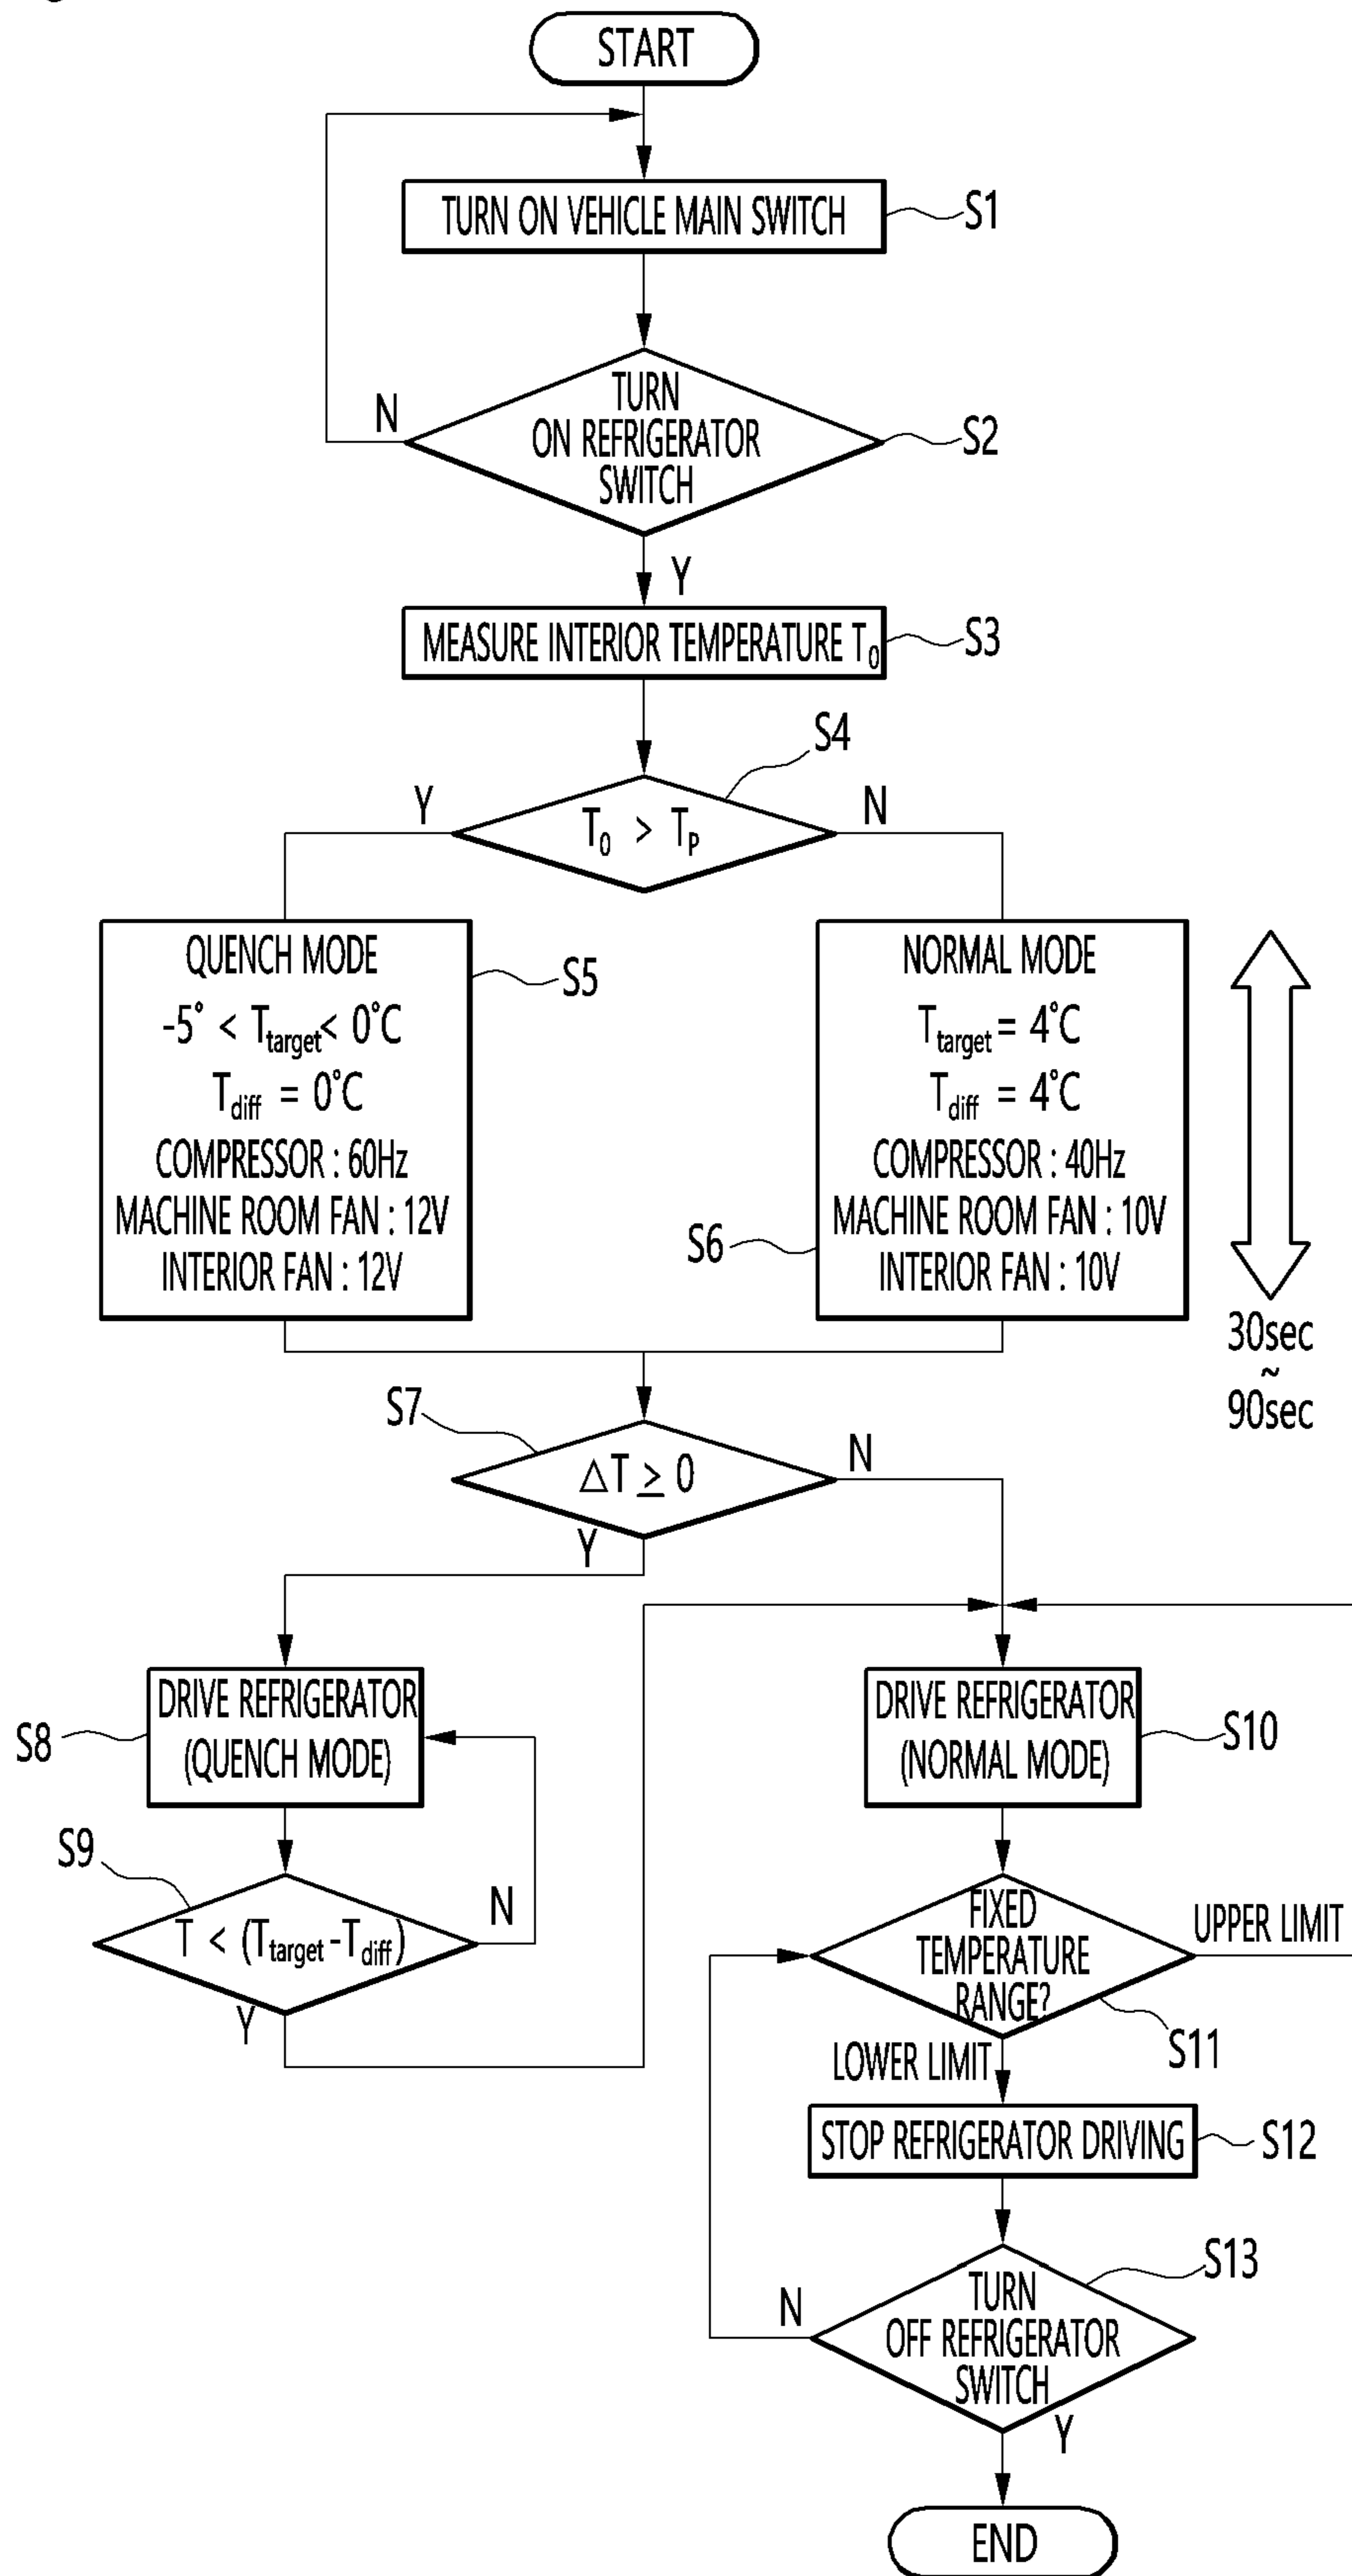 START
TURN ON VEHICLE MAIN SWITCH
S1
TURN
ON REFRIGERATOR
SWITCH
N
S2
Y
MEASURE INTERIOR TEMPERATURE T0
S3
S4
Y
T0 > TP
N
QUENCH MODE
-5° < Ttarget < 0°C
Tdiff = 0°C
COMPRESSOR : 60Hz
MACHINE ROOM FAN : 12V
INTERIOR FAN : 12V
S5
NORMAL MODE
Ttarget = 4°C
Tdiff = 4°C
COMPRESSOR : 40Hz
MACHINE ROOM FAN : 10V
INTERIOR FAN : 10V
S6
30sec
~
90sec
S7
△T ≥ 0
N
Y
DRIVE REFRIGERATOR
(QUENCH MODE)
S8
DRIVE REFRIGERATOR
(NORMAL MODE)
S10
S9
T < (Ttarget -Tdiff)
N
Y
FIXED
TEMPERATURE
RANGE?
UPPER LIMIT
S11
LOWER LIMIT
STOP REFRIGERATOR DRIVING
S12
S13
TURN
OFF REFRIGERATOR
SWITCH
N
Y
END